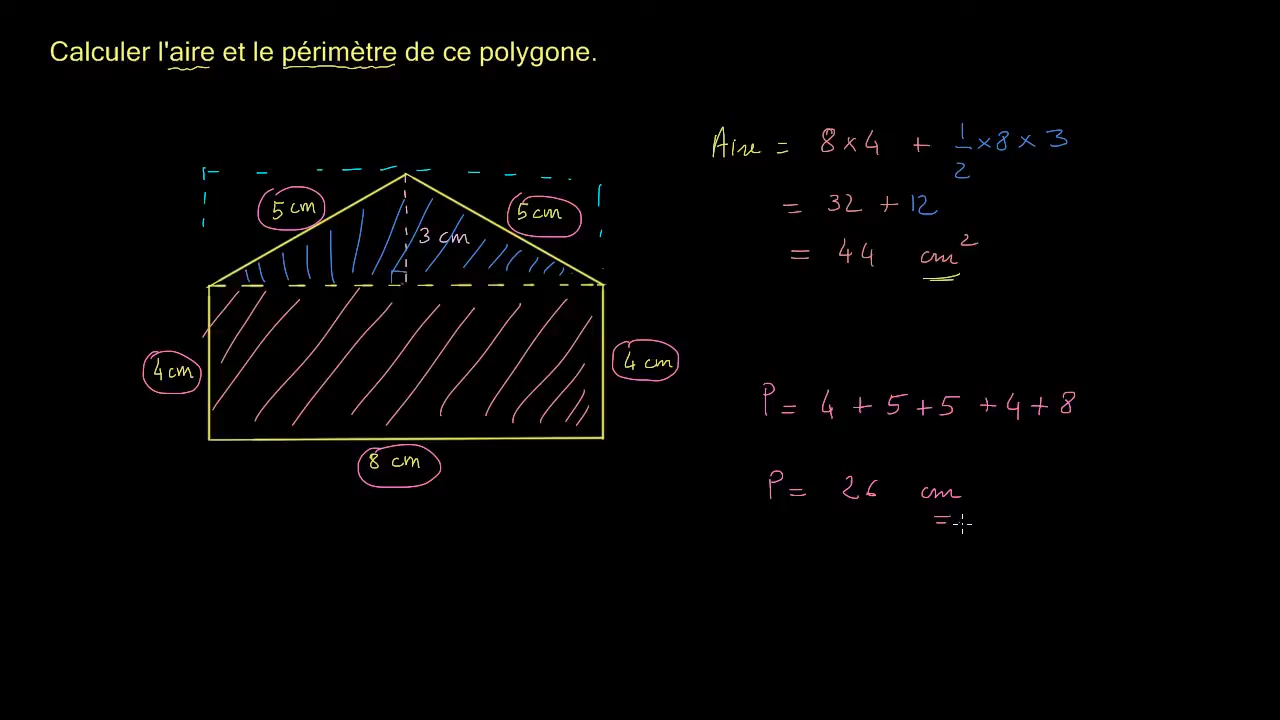 Calculer l'aire et le périmètre de ce polygone.
Aire = 8 × 4 + 1/2 × 8 × 3
= 32 + 12
= 44 cm²
5 cm
5 cm
3 cm
4 cm
4 cm
8 cm
P = 4 + 5 + 5 + 4 + 8
P = 26 cm